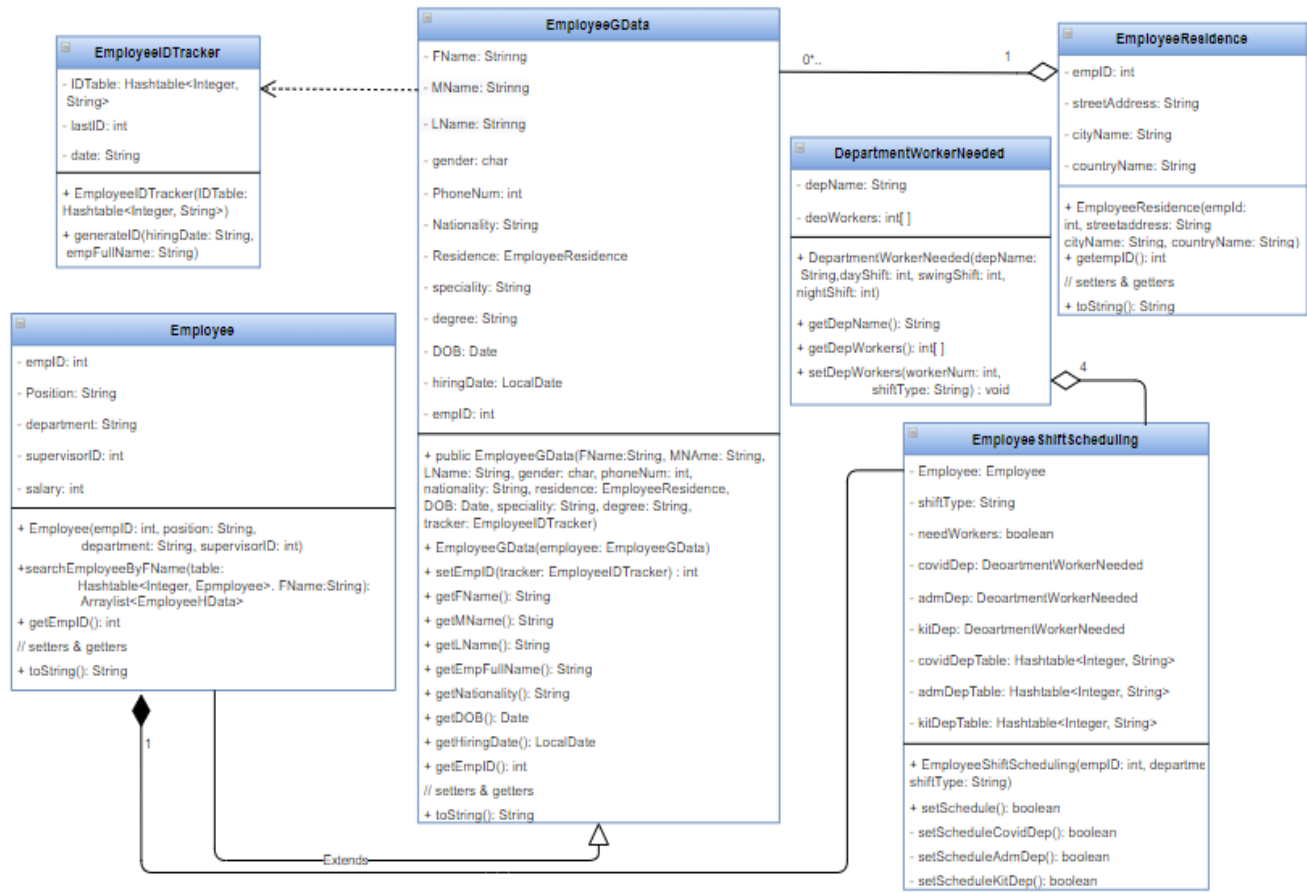 EmployeeIDTracker
- IDTable: Hashtable<Integer,
String>
- lastID: int
- date: String
+ EmployeeIDTracker(IDTable:
Hashtable<Integer, String>)
+ generateID(hiringDate: String,
empFullName: String)
EmployeeGData
- FName: Strinng
- MName: Strinng
- LName: Strinng
- gender: char
- PhoneNum: int
- Nationality: String
- Residence: EmployeeResidence
- speciality: String
- degree: String
- DOB: Date
- hiringDate: LocalDate
- empID: int
+ public EmployeeGData(FName:String, MNAme: String,
LName: String, gender: char, phoneNum: int,
nationality: String, residence: EmployeeResidence,
DOB: Date, speciality: String, degree: String,
tracker: EmployeeIDTracker)
+ EmployeeGData(employee: EmployeeGData)
+ setEmpID(tracker: EmployeeIDTracker) : int
+ getFName(): String
+ getMName(): String
+ getLName(): String
+ getEmpFullName(): String
+ getNationality(): String
+ getDOB(): Date
+ getHiringDate(): LocalDate
+ getEmpID(): int
// setters & getters
+ toString(): String
0*..
1
EmployeeResidence
- empID: int
- streetAddress: String
- cityName: String
- countryName: String
+ EmployeeResidence(empId:
int, streetaddress: String
cityName: String, countryName: String)
+ getempID(): int
// setters & getters
+ toString(): String
DepartmentWorkerNeeded
- depName: String
- deoWorkers: int[ ]
+ DepartmentWorkerNeeded(depName:
String,dayShift: int, swingShift: int,
nightShift: int)
+ getDepName(): String
+ getDepWorkers(): int[ ]
+ setDepWorkers(workerNum: int,
shiftType: String) : void
4
Employee
- empID: int
- Position: String
- department: String
- supervisorID: int
- salary: int
+ Employee(empID: int, position: String,
department: String, supervisorID: int)
+searchEmployeeByFName(table:
Hashtable<Integer, Epmployee>. FName:String):
Arraylist<EmployeeHData>
+ getEmpID(): int
// setters & getters
+ toString(): String
1
Extends
EmployeeShiftScheduling
- Employee: Employee
- shiftType: String
- needWorkers: boolean
- covidDep: DeoartmentWorkerNeeded
- admDep: DeoartmentWorkerNeeded
- kitDep: DeoartmentWorkerNeeded
- covidDepTable: Hashtable<Integer, String>
- admDepTable: Hashtable<Integer, String>
- kitDepTable: Hashtable<Integer, String>
+ EmployeeShiftScheduling(empID: int, departme
shiftType: String)
+ setSchedule(): boolean
- setScheduleCovidDep(): boolean
- setScheduleAdmDep(): boolean
- setScheduleKitDep(): boolean